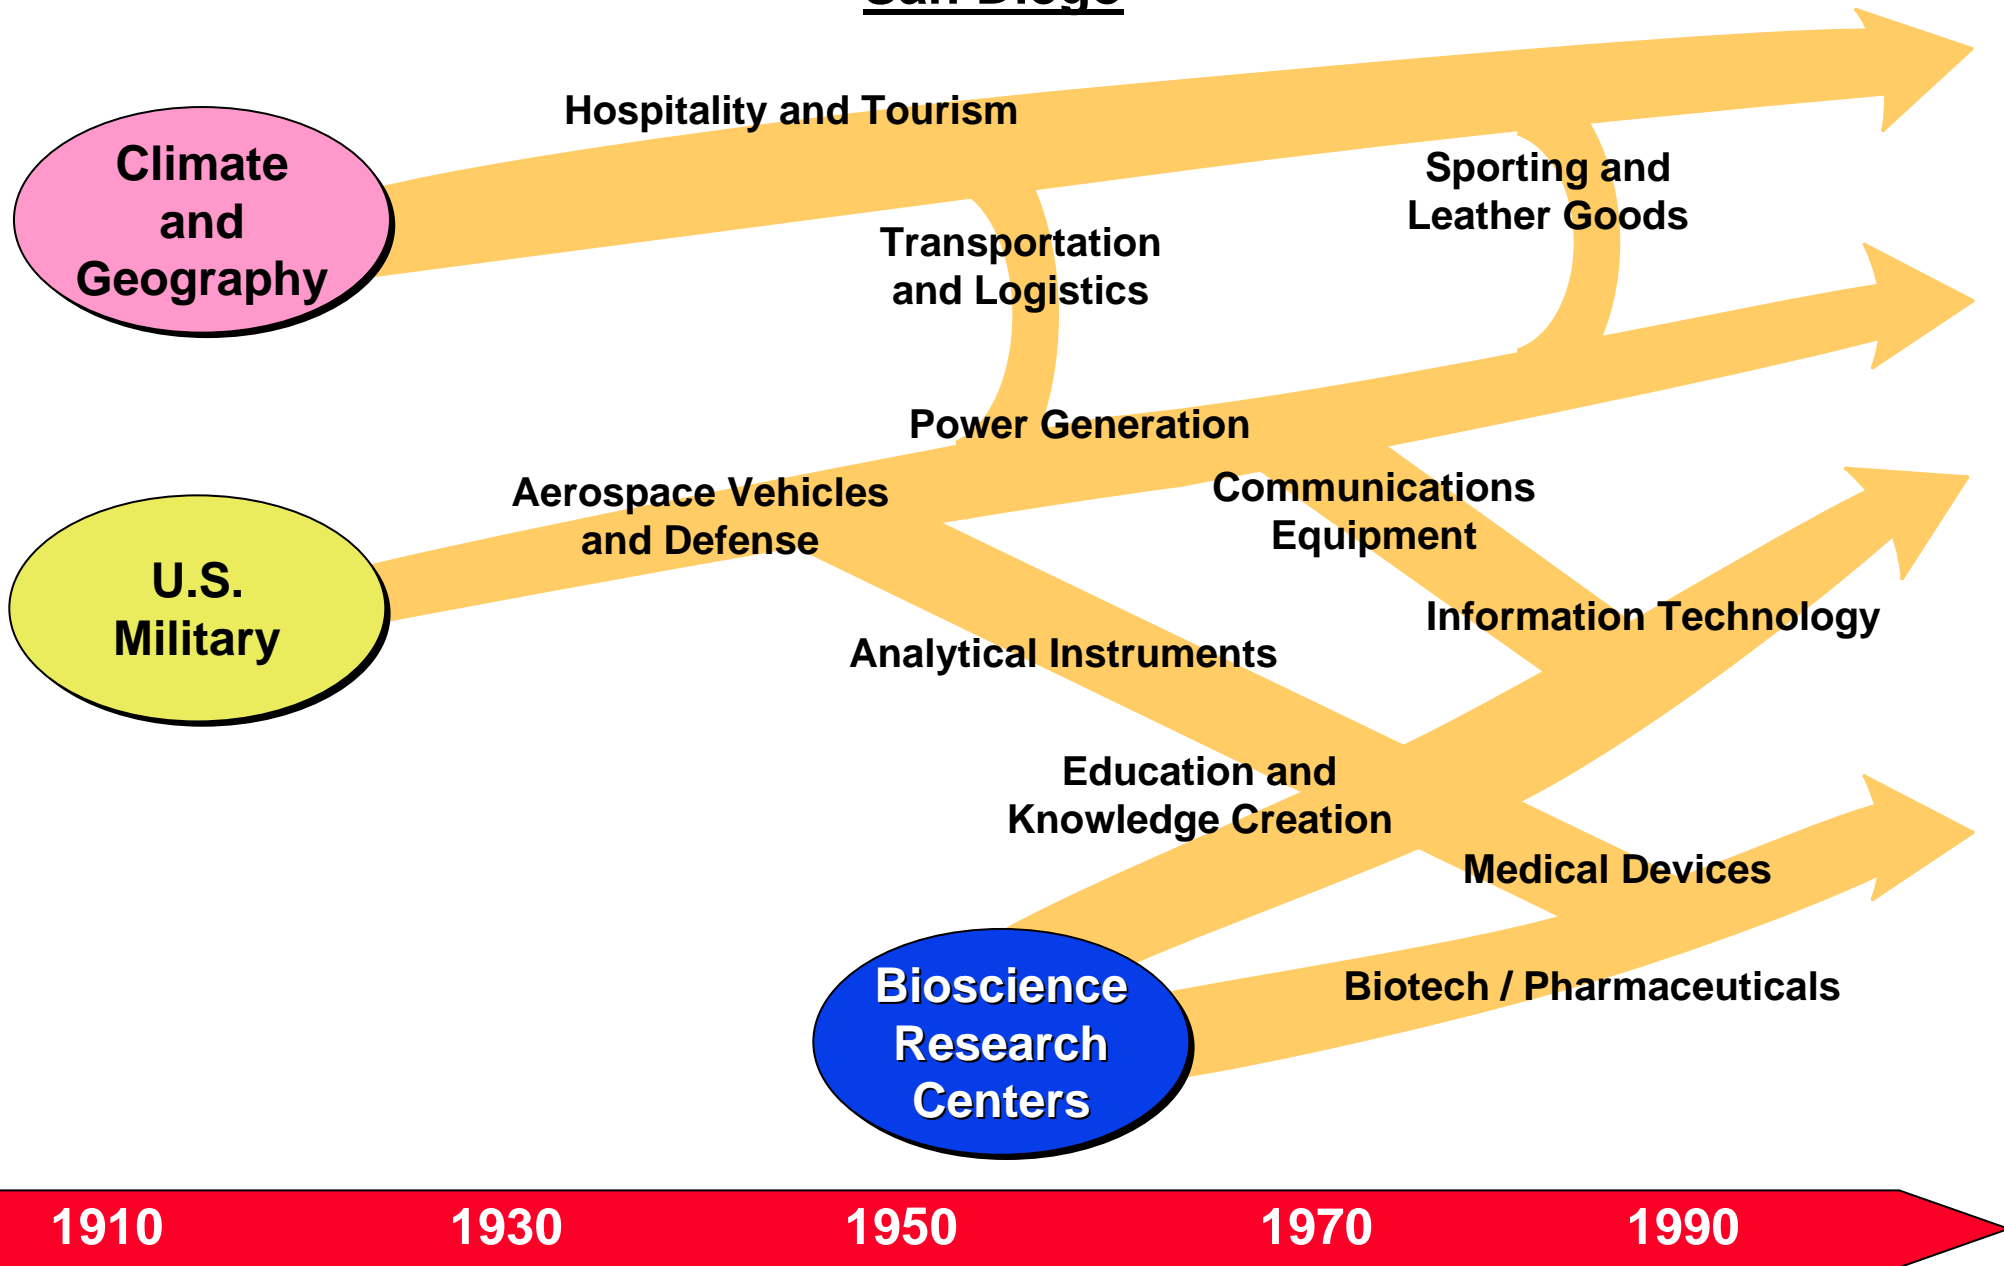 San Diego
Hospitality and Tourism
Climate
and
Geography
Sporting and
Leather Goods
Transportation
and Logistics
Power Generation
Aerospace Vehicles
and Defense
Communications
Equipment
U.S.
Military
Information Technology
Analytical Instruments
Education and
Knowledge Creation
Medical Devices
Bioscience
Research
Centers
Biotech / Pharmaceuticals
1910 1930 1950 1970 1990